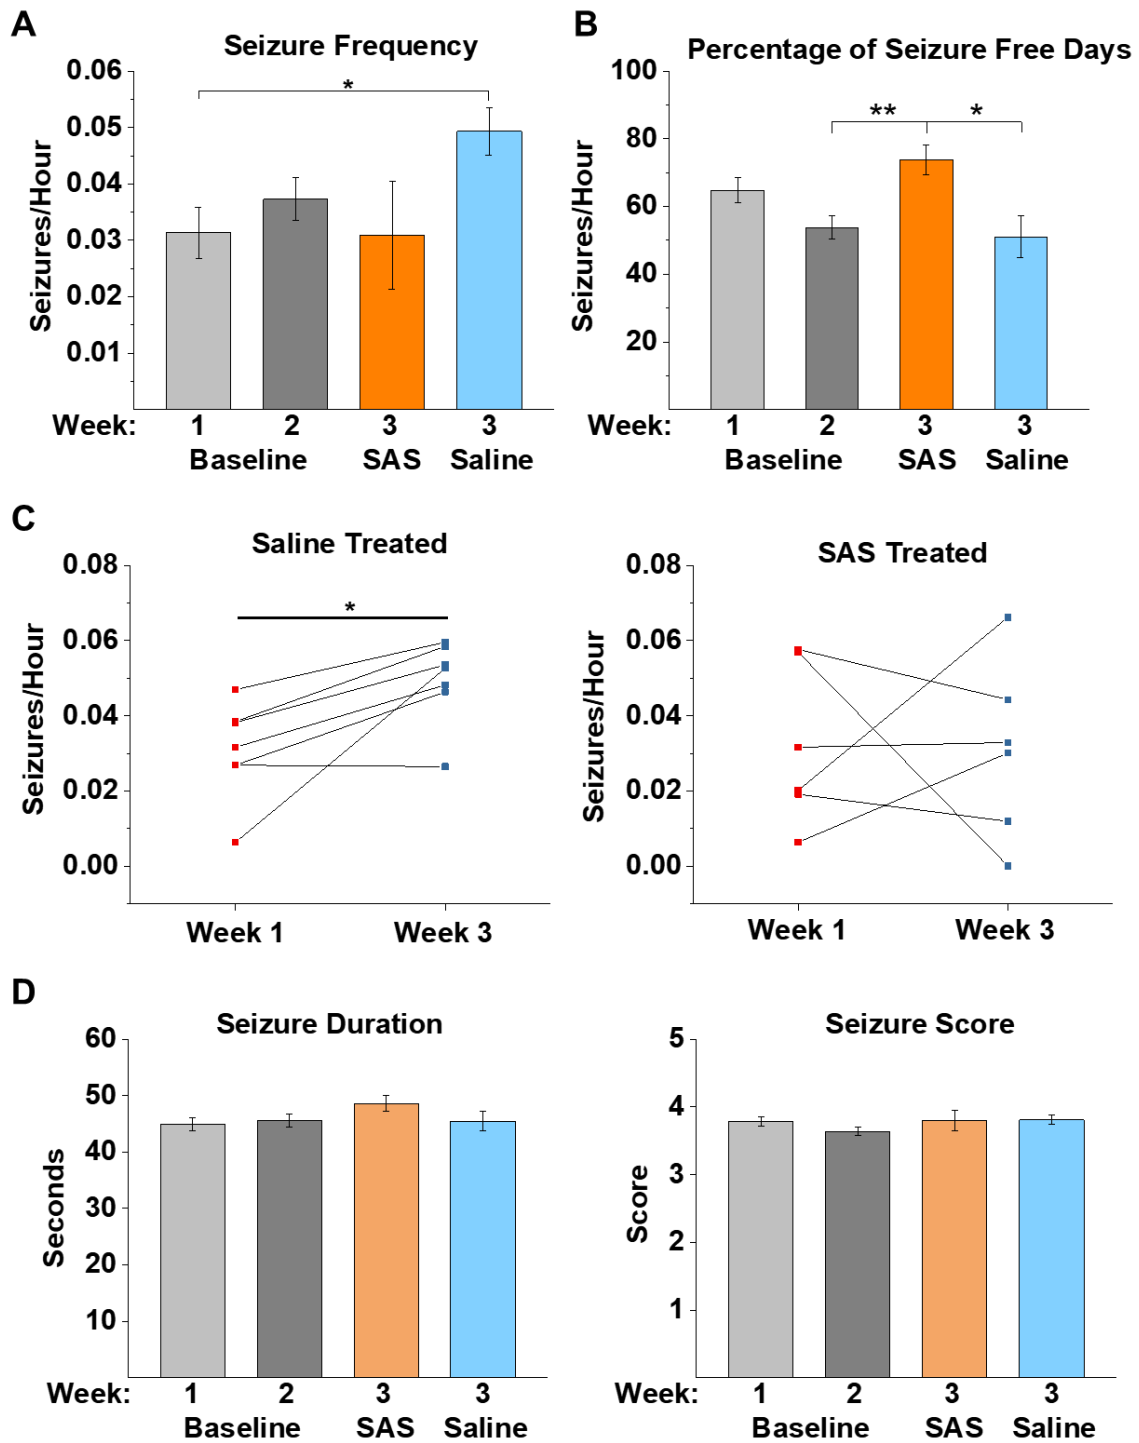 A
Seizure Frequency
Seizures/Hour
0.06
0.05
0.04
0.03
0.02
0.01
*
Week: 1 2 3 3
Baseline SAS Saline
B
Percentage of Seizure Free Days
Seizures/Hour
100
80
60
40
20
** *
Week: 1 2 3 3
Baseline SAS Saline
C
Saline Treated
Seizures/Hour
0.08
0.06
0.04
0.02
0.00
*
Week 1 Week 3
SAS Treated
Seizures/Hour
0.08
0.06
0.04
0.02
0.00
Week 1 Week 3
D
Seizure Duration
Seconds
60
50
40
30
20
10
Week: 1 2 3 3
Baseline SAS Saline
Seizure Score
Score
5
4
3
2
1
Week: 1 2 3 3
Baseline SAS Saline